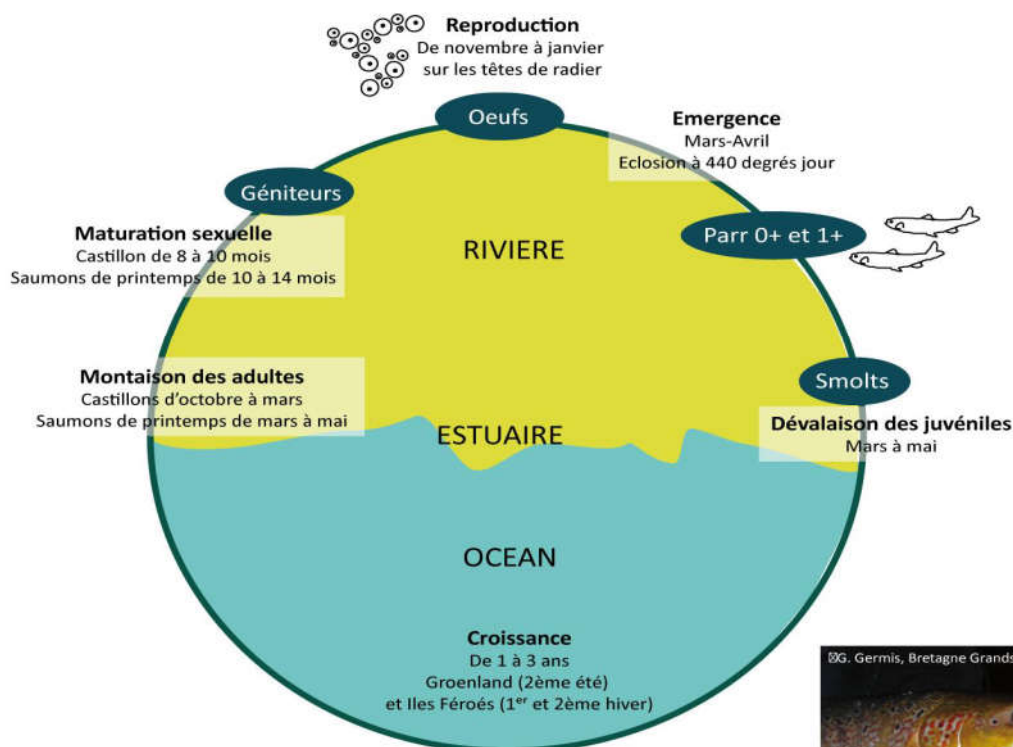 Reproduction
De novembre à janvier
sur les têtes de radier
Oeufs
Emergence
Mars-Avril
Eclosion à 440 degrés jour
Géniteurs
Maturation sexuelle
Castillon de 8 à 10 mois
Saumons de printemps de 10 à 14 mois
RIVIERE
Parr 0+ et 1+
Montaison des adultes
Castillons d'octobre à mars
Saumons de printemps de mars à mai
Smolts
Dévalaison des juvéniles
Mars à mai
ESTUAIRE
OCEAN
Croissance
De 1 à 3 ans
Groenland (2ème été)
et Iles Féroés (1er et 2ème hiver)
G. Germis, Bretagne Grands